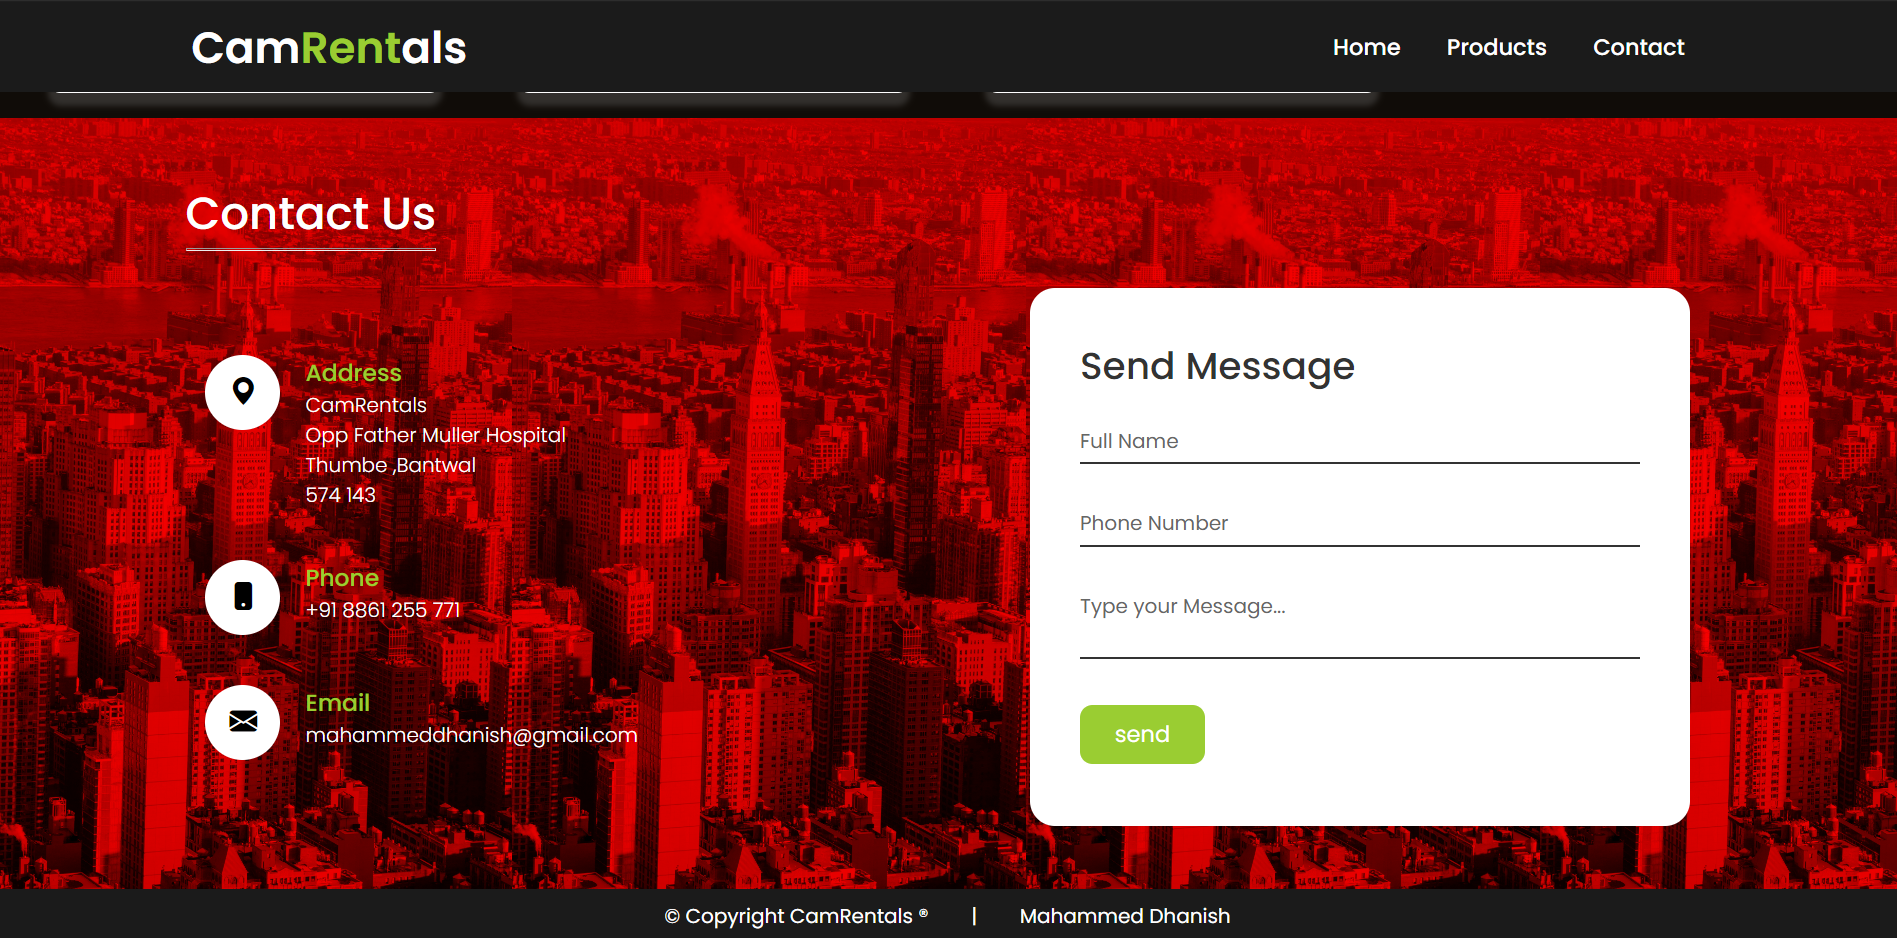 CamRentals
Home Products Contact
Contact Us
Address
CamRentals
Opp Father Muller Hospital
Thumbe ,Bantwal
574 143
Phone
+91 8861 255 771
Email
mahammeddhanish@gmail.com
Send Message
Full Name
Phone Number
Type your Message...
send
© Copyright CamRentals ® | Mahammed Dhanish